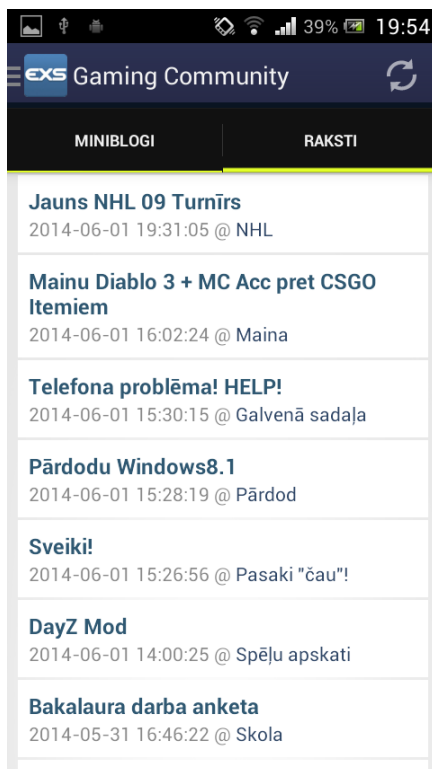 39% 19:54
EXS Gaming Community
MINIBLOGI RAKSTI
Jauns NHL 09 Turnīrs
2014-06-01 19:31:05 @ NHL
Mainu Diablo 3 + MC Acc pret CSGO
Itemiem
2014-06-01 16:02:24 @ Maina
Telefona problēma! HELP!
2014-06-01 15:30:15 @ Galvenā sadaļa
Pārdodu Windows8.1
2014-06-01 15:28:19 @ Pārdod
Sveiki!
2014-06-01 15:26:56 @ Pasaki "čau"!
DayZ Mod
2014-06-01 14:00:25 @ Spēļu apskati
Bakalaura darba anketa
2014-05-31 16:46:22 @ Skola